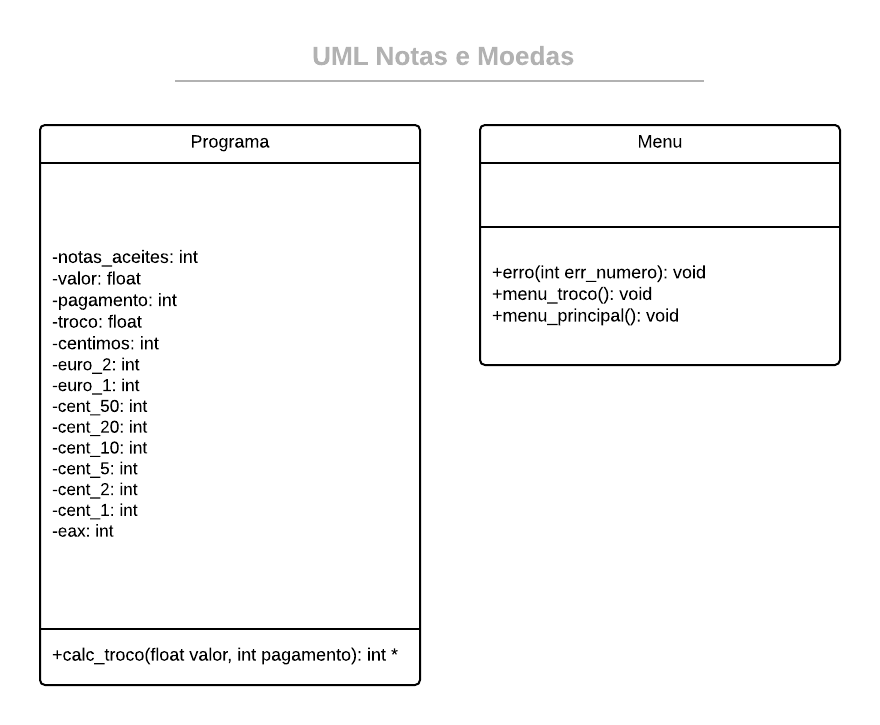 UML Notas e Moedas
Programa
-notas_aceites: int
-valor: float
-pagamento: int
-troco: float
-centimos: int
-euro_2: int
-euro_1: int
-cent_50: int
-cent_20: int
-cent_10: int
-cent_5: int
-cent_2: int
-cent_1: int
-eax: int
+calc_troco(float valor, int pagamento): int *
Menu
+erro(int err_numero): void
+menu_troco(): void
+menu_principal(): void